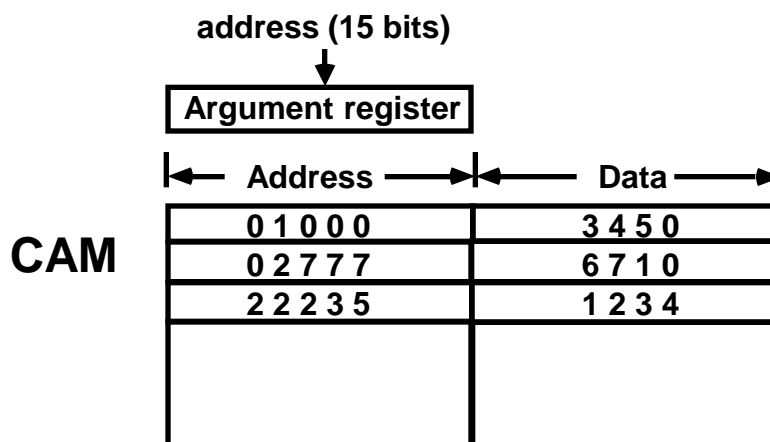 address (15 bits)
Argument register
Address Data
CAM
0 1 0 0 0 3 4 5 0
0 2 7 7 7 6 7 1 0
2 2 2 3 5 1 2 3 4